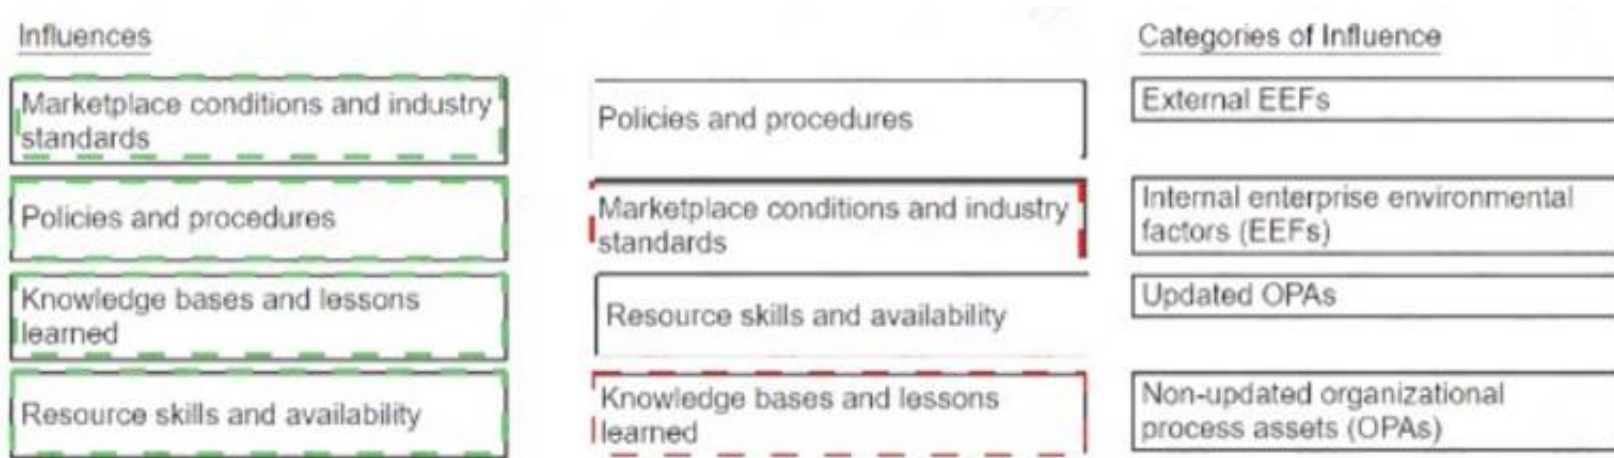 Influences
Marketplace conditions and industry
standards
Policies and procedures
Knowledge bases and lessons
learned
Resource skills and availability
Policies and procedures
Marketplace conditions and industry
standards
Resource skills and availability
Knowledge bases and lessons
learned
Categories of Influence
External EEFs
Internal enterprise environmental
factors (EEFs)
Updated OPAs
Non-updated organizational
process assets (OPAs)